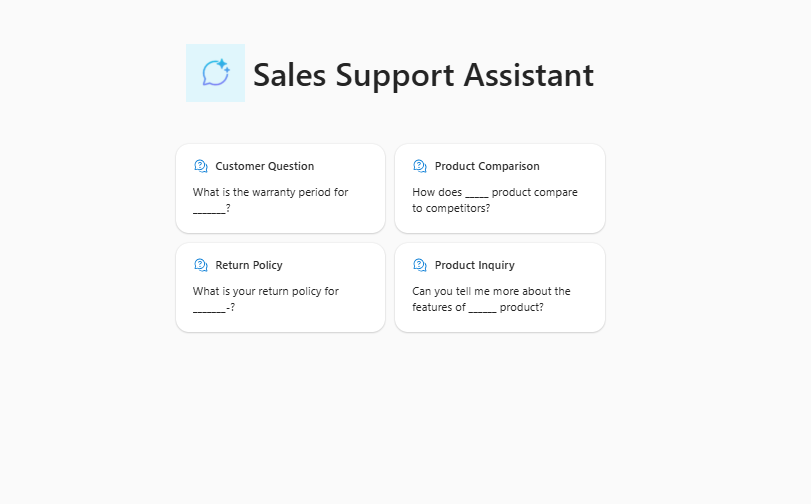 Sales Support Assistant
Customer Question
What is the warranty period for
_______?
Product Comparison
How does _____ product compare
to competitors?
Return Policy
What is your return policy for
_______-?
Product Inquiry
Can you tell me more about the
features of ______ product?